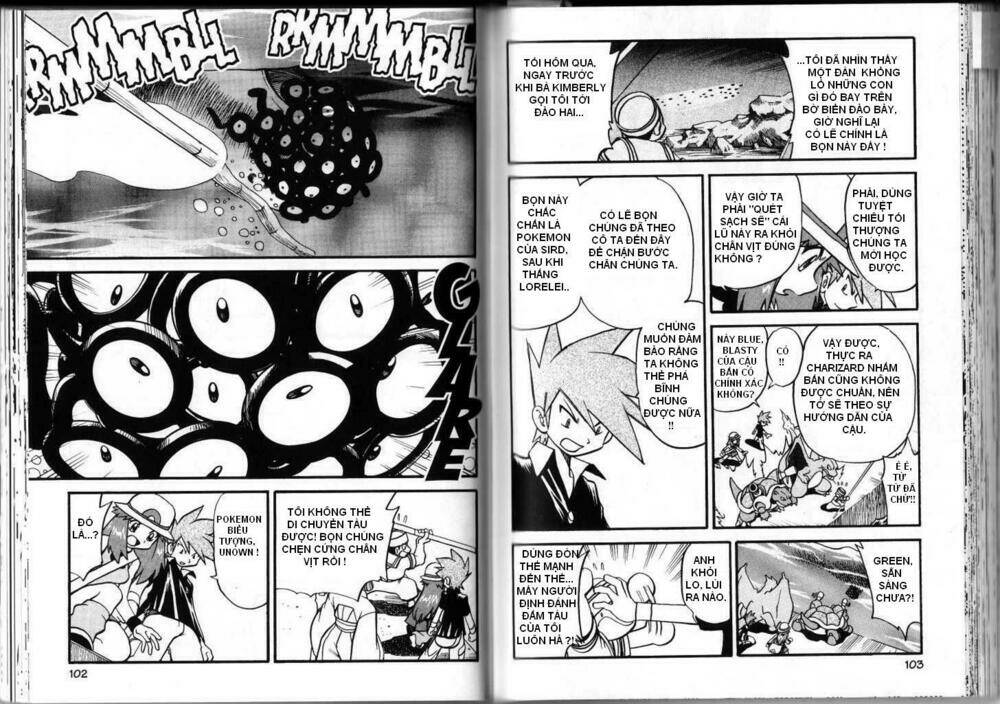 RRMMMMBLL
RKMMMMBLL
GLARE
ĐÓ
LÀ...?
POKEMON
BIỂU
TƯỢNG,
UNOWN !
TÔI KHÔNG THỂ
DI CHUYỂN TÀU
ĐƯỢC! BỌN CHÚNG
CHẸN CỨNG CHÂN
VỊT RỒI !
102
TÔI HÔM QUA,
NGAY TRƯỚC
KHI BÀ KIMBERLY
GỌI TÔI TỚI
ĐẢO HAI...
...TÔI ĐÃ NHÌN THẤY
MỘT ĐÀN KHỔNG
LỒ NHỮNG CON
GÌ ĐÓ BAY TRÊN
BỜ BIỂN ĐẢO BẢY,
GIỜ NGHĨ LẠI
CÓ LẼ CHÍNH LÀ
BỌN NÀY ĐẤY !
BỌN NÀY
CHẮC
CHẮN LÀ
POKEMON
CỦA SIRD,
SAU KHI
THẮNG
LORELEI..
CÓ LẼ BỌN
CHÚNG ĐÃ THEO
CÔ TA ĐẾN ĐÂY
ĐỂ CHẶN BƯỚC
CHÂN CHÚNG TA.
CHÚNG
MUỐN ĐẢM
BẢO RẰNG
TA KHÔNG
THỂ PHÁ
BĨNH
CHÚNG
ĐƯỢC NỮA
!!
VẬY GIỜ TA
PHẢI "QUÉT
SẠCH SẼ" CÁI
LŨ NÀY RA KHỎI
CHÂN VỊT ĐÚNG
KHÔNG ?
PHẢI, DÙNG
TUYỆT
CHIÊU TỐI
THƯỢNG
CHÚNG TA
MỚI HỌC
ĐƯỢC.
NÀY BLUE,
BLASTY
CỦA CẬU
BẮN CÓ
CHÍNH XÁC
KHÔNG?
CÓ
!!
VẬY ĐƯỢC,
THỰC RA
CHARIZARD NHẮM
BẮN CŨNG KHÔNG
ĐƯỢC CHUẨN, NÊN
TỚ SẼ THEO SỰ
HƯỚNG DẪN CỦA
CẬU.
Ê Ê,
TỪ
TỪ ĐÃ
CHỨ!!
DÙNG ĐÒN
THẾ MẠNH
ĐẾN THẾ...
MẤY NGƯỜI
ĐỊNH ĐÁNH
ĐẮM TÀU
CỦA TÔI
LUÔN HẢ?!
ANH
KHỎI
LO, LÙI
RA NÀO.
GREEN,
SẴN
SÀNG
CHƯA?!
103